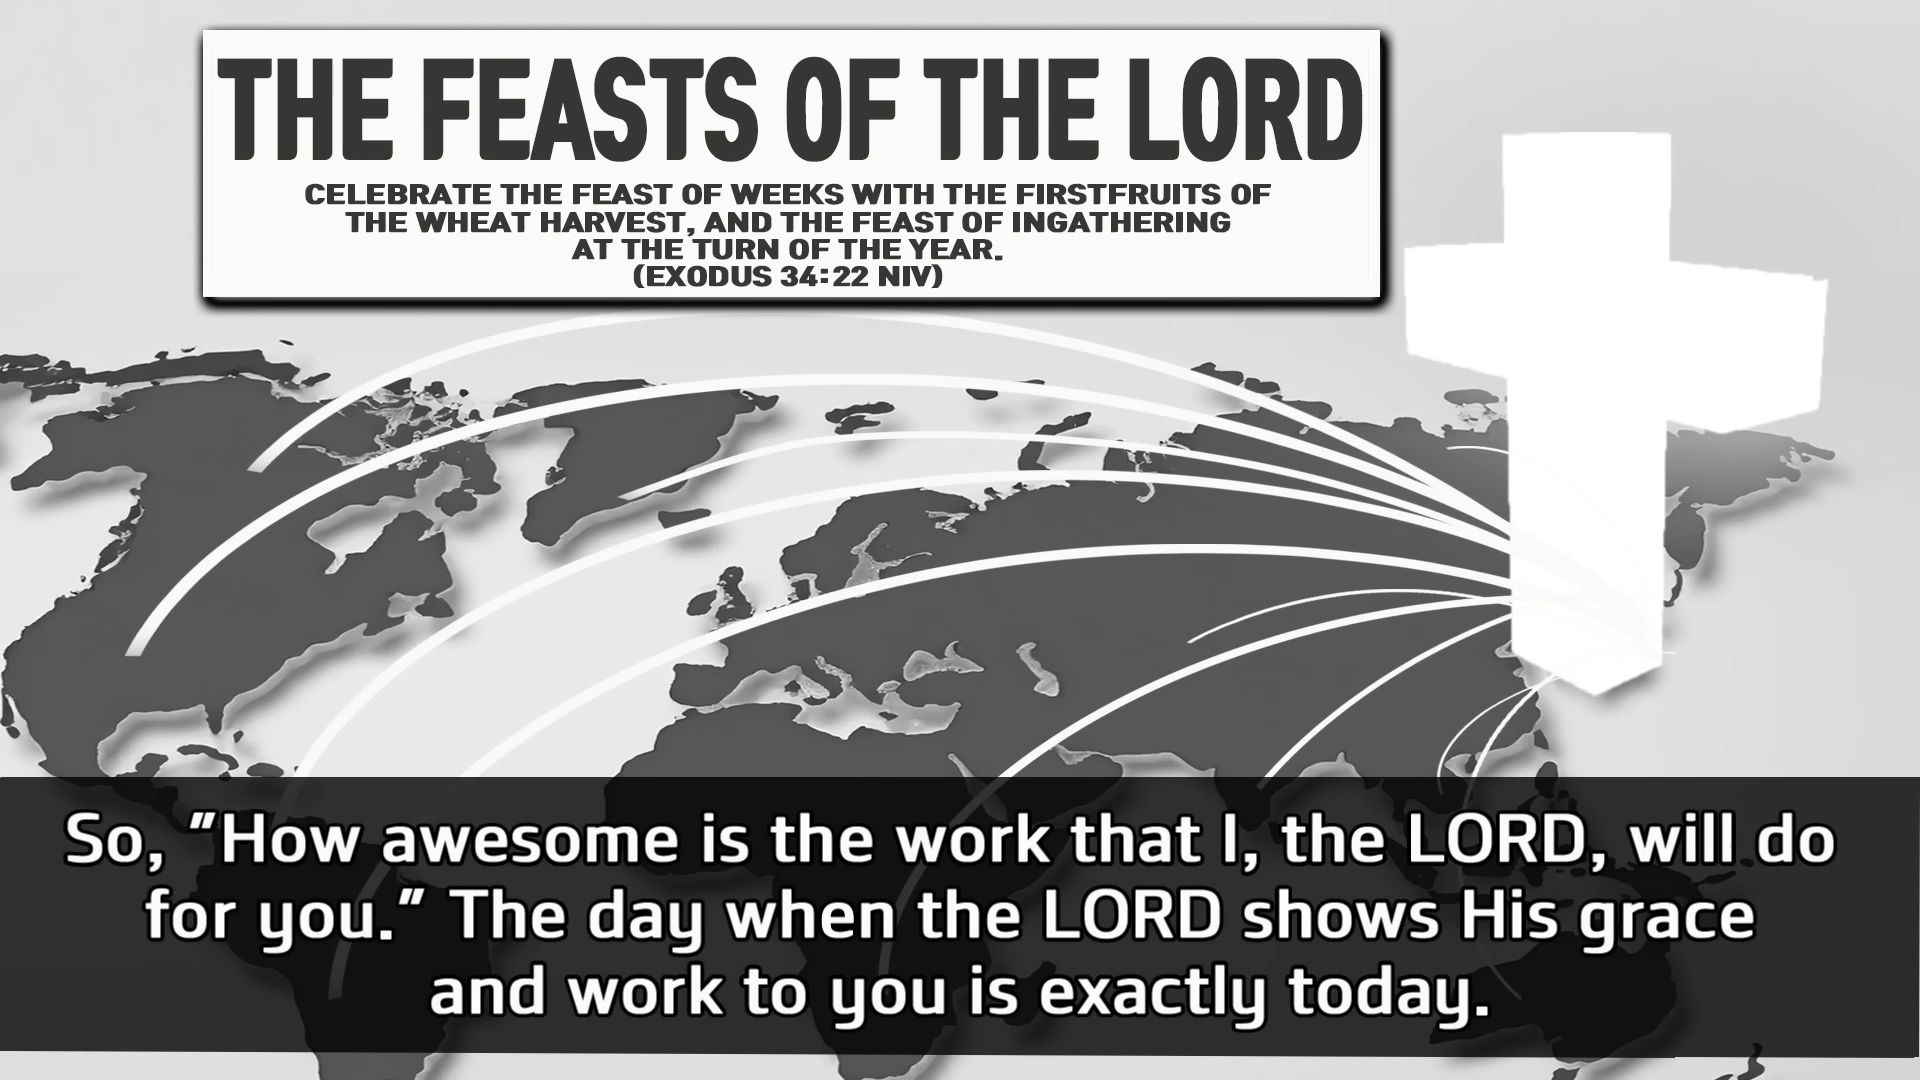 THE FEASTS OF THE LORD
CELEBRATE THE FEAST OF WEEKS WITH THE FIRSTFRUITS OF
THE WHEAT HARVEST, AND THE FEAST OF INGATHERING
AT THE TURN OF THE YEAR.
(EXODUS 34:22 NIV)
So, "How awesome is the work that I, the LORD, will do
for you." The day when the LORD shows His grace
and work to you is exactly today.